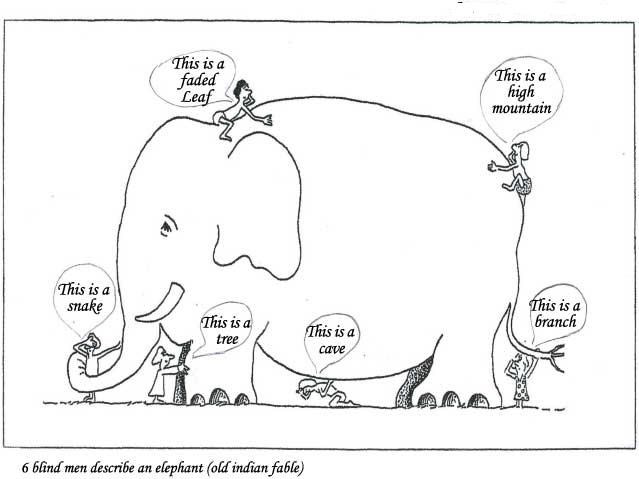 This is a
faded
Leaf
This is a
high
mountain
This is a
snake
This is a
tree
This is a
cave
This is a
branch
6 blind men describe an elephant (old indian fable)